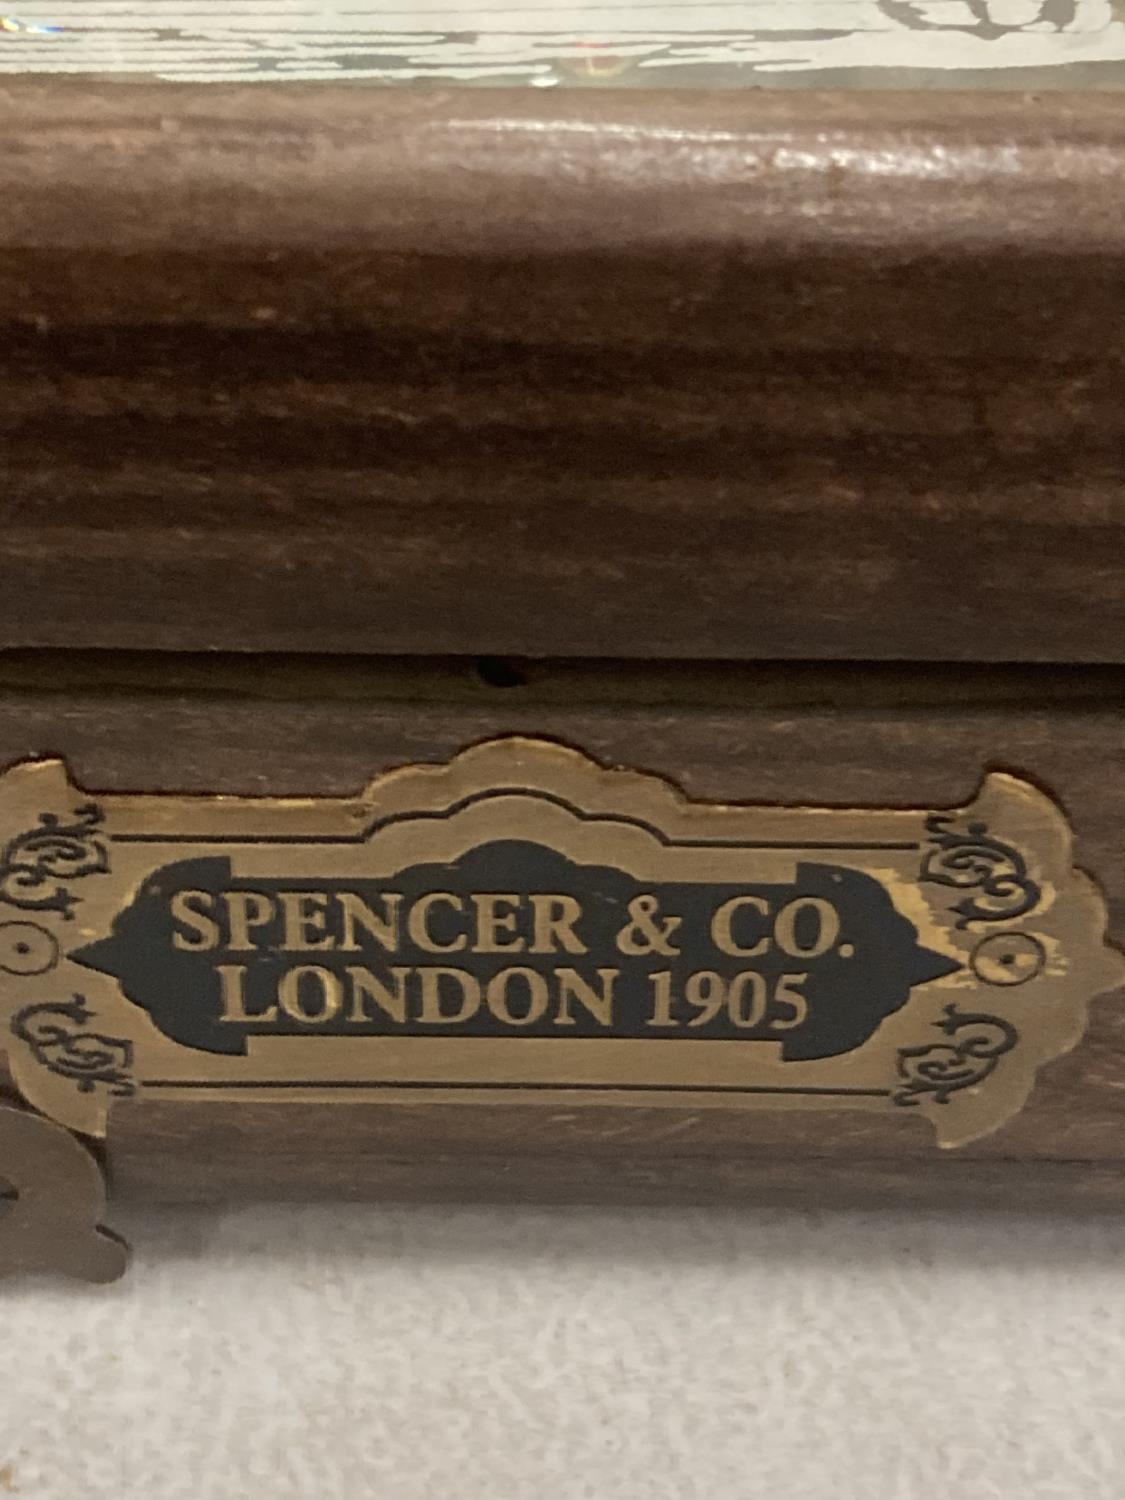 SPENCER & CO.
LONDON 1905